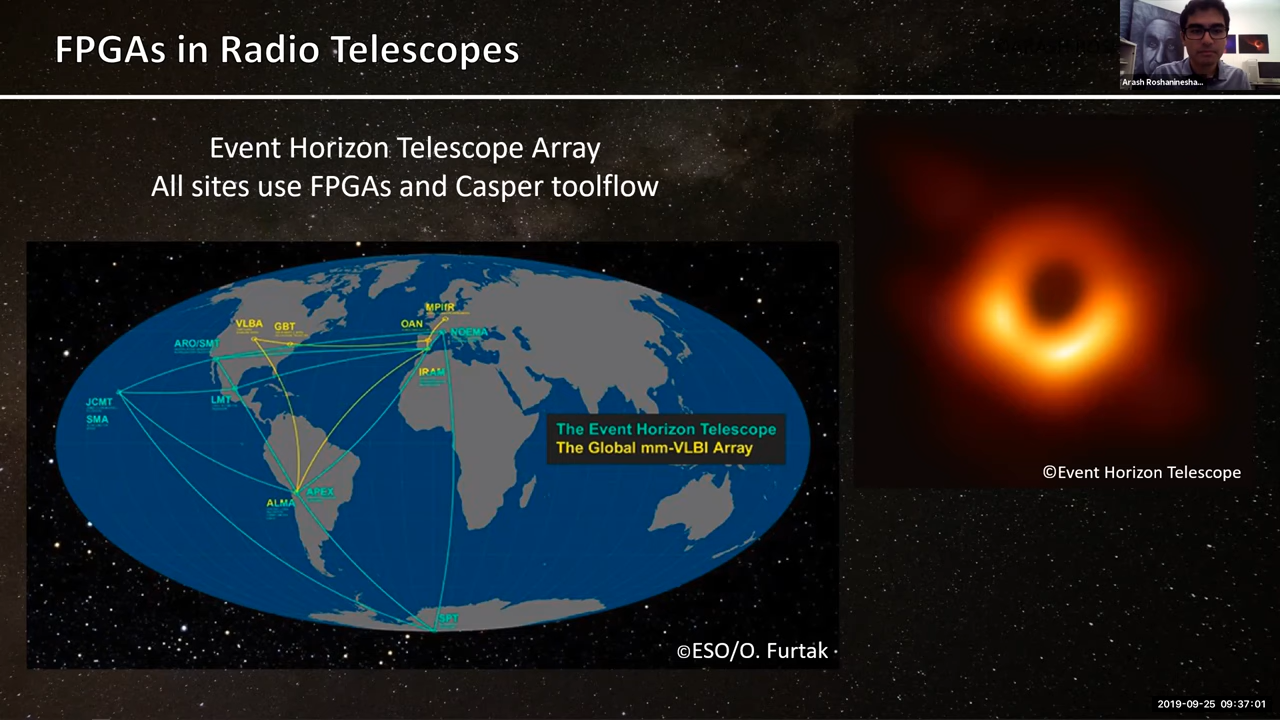 FPGAs in Radio Telescopes
Arash Roshaninesha...
Event Horizon Telescope Array
All sites use FPGAs and Casper toolflow
MPIfR
VLBA
GBT
OAN
NOEMA
ARO/SMT
IRAM
LMT
JCMT
SMA
The Event Horizon Telescope
The Global mm-VLBI Array
©Event Horizon Telescope
APEX
ALMA
SPT
©ESO/O. Furtak
2019-09-25 09:37:01